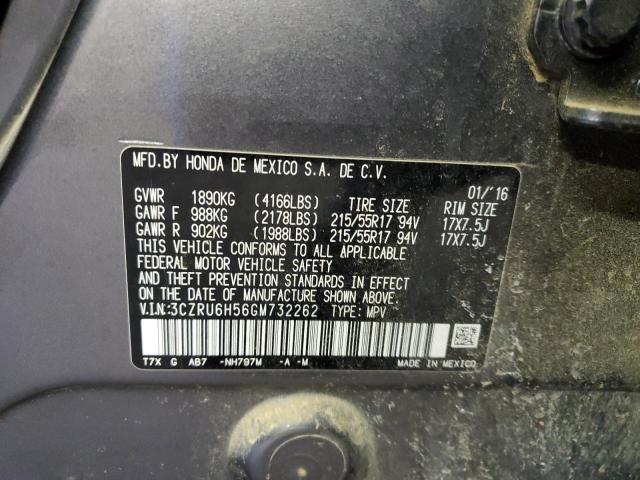 MFD.BY HONDA DE MEXICO S.A. DE C.V.
01/'16
GVWR 1890KG (4166LBS) TIRE SIZE RIM SIZE
GAWR F 988KG (2178LBS) 215/55R17 94V 17X7.5J
GAWR R 902KG (1988LBS) 215/55R17 94V 17X7.5J
THIS VEHICLE CONFORMS TO ALL APPLICABLE
FEDERAL MOTOR VEHICLE SAFETY
AND THEFT PREVENTION STANDARDS IN EFFECT
ON THE DATE OF MANUFACTURE SHOWN ABOVE.
V.I.N:3CZRU6H56GM732262 TYPE: MPV
T7X G AB7 -NH797M -A -M MADE IN MEXICO